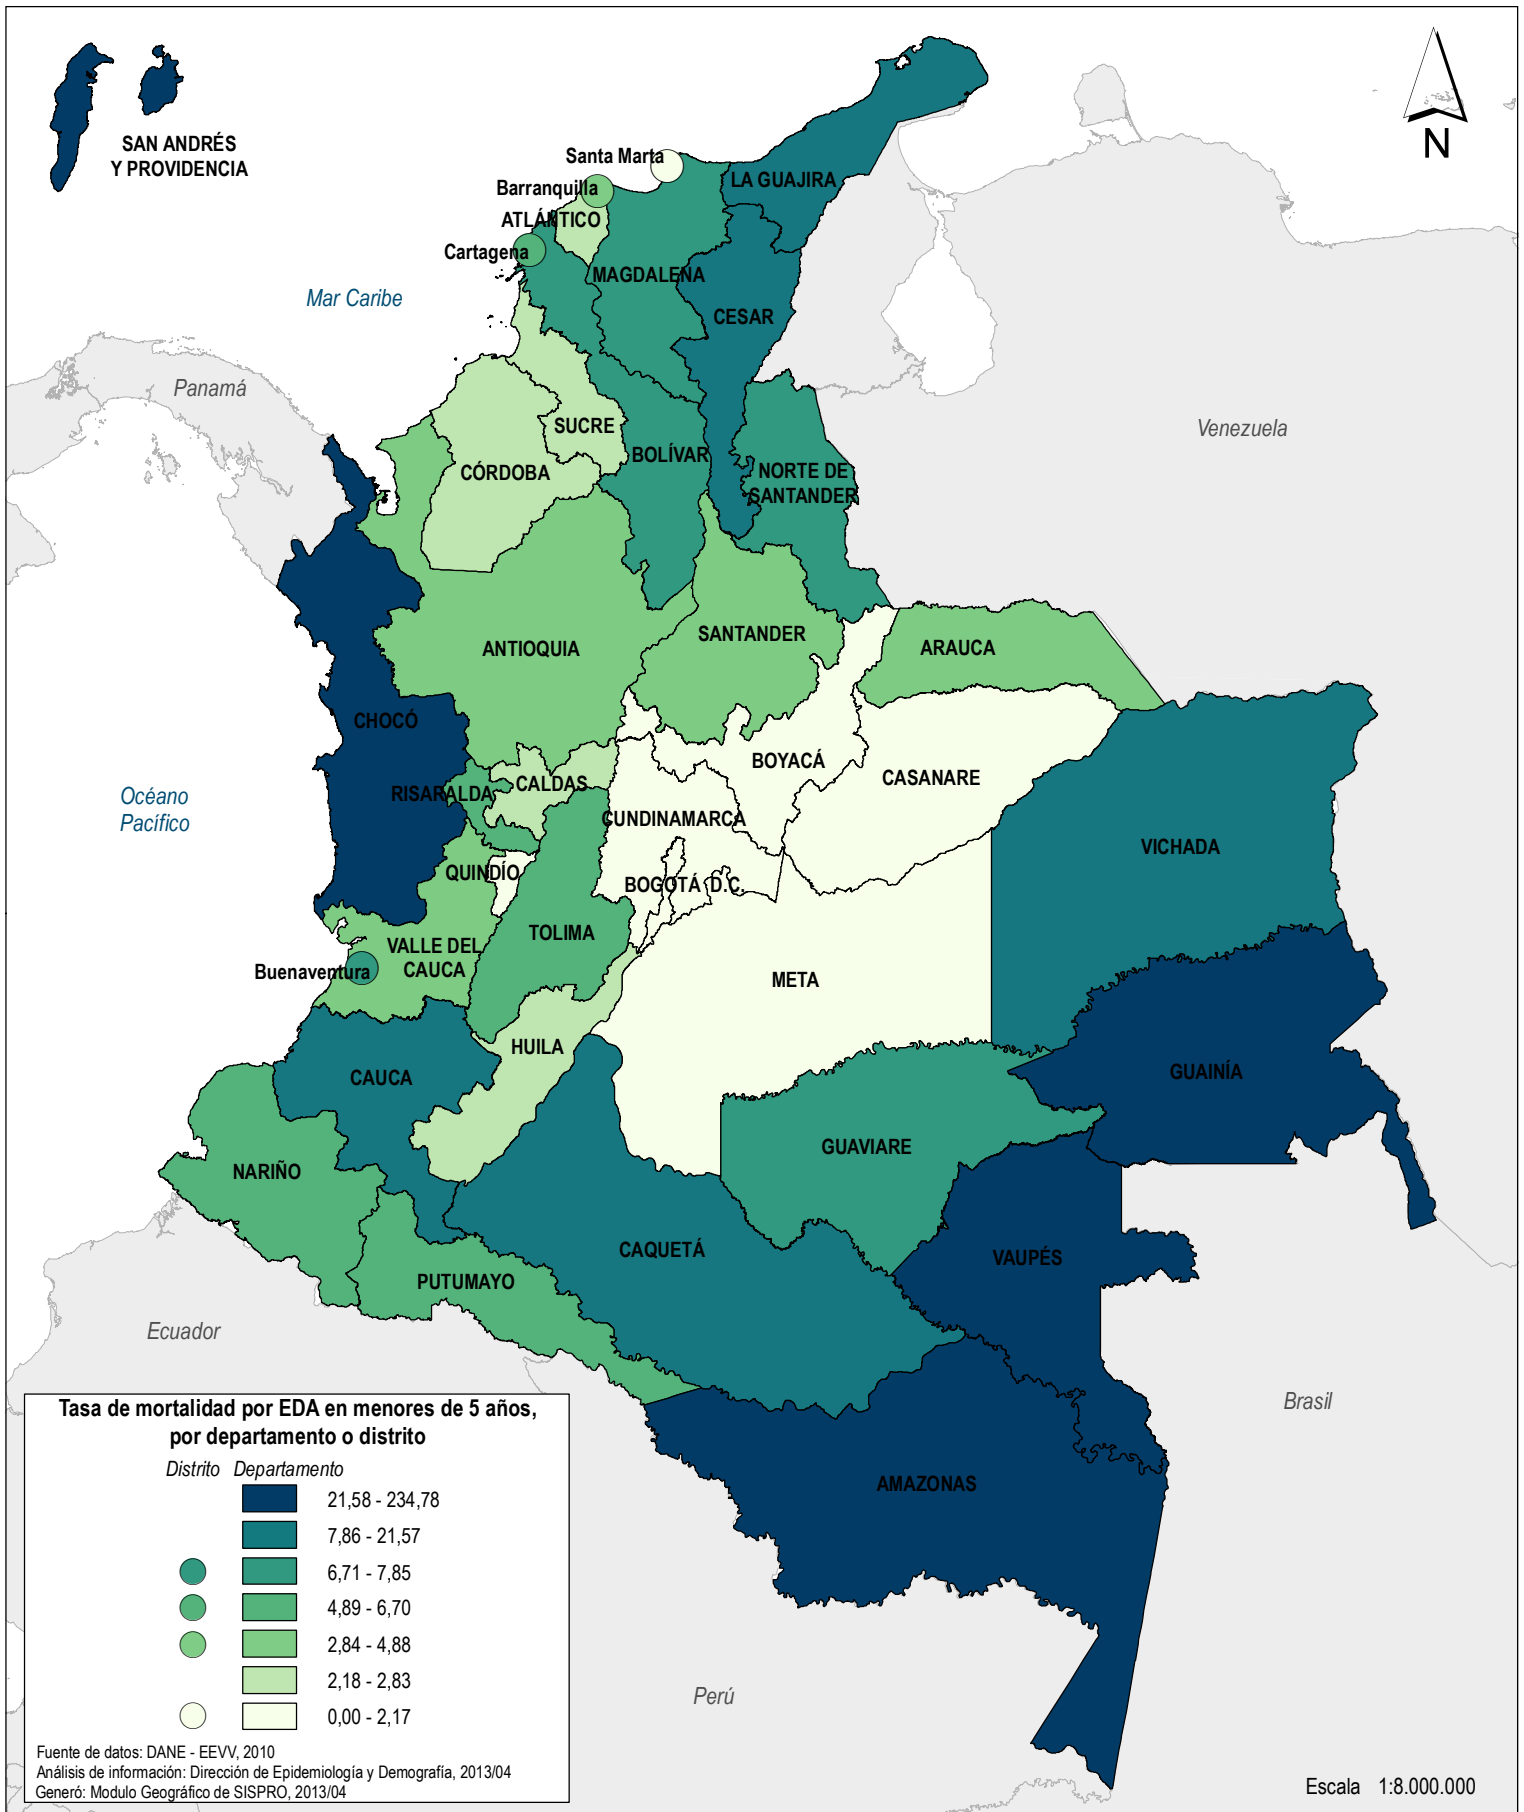 SAN ANDRÉS
Y PROVIDENCIA
N
Santa Marta
Barranquilla
LA GUAJIRA
ATLÁNTICO
Cartagena
MAGDALENA
Mar Caribe
CESAR
Panamá
SUCRE
Venezuela
BOLÍVAR
CÓRDOBA
NORTE DE
SANTANDER
SANTANDER
ANTIOQUIA
ARAUCA
CHOCÓ
BOYACÁ
CASANARE
CALDAS
RISARALDA
Océano
Pacífico
CUNDINAMARCA
VICHADA
QUINDÍO
BOGOTÁ D.C.
TOLIMA
VALLE DEL
CAUCA
Buenaventura
META
HUILA
CAUCA
GUAINÍA
GUAVIARE
NARIÑO
CAQUETÁ
VAUPÉS
PUTUMAYO
Ecuador
Brasil
AMAZONAS
Perú
Tasa de mortalidad por EDA en menores de 5 años,
por departamento o distrito
Distrito Departamento
21,58 - 234,78
7,86 - 21,57
6,71 - 7,85
4,89 - 6,70
2,84 - 4,88
2,18 - 2,83
0,00 - 2,17
Fuente de datos: DANE - EEVV, 2010
Análisis de información: Dirección de Epidemiología y Demografía, 2013/04
Generó: Modulo Geográfico de SISPRO, 2013/04
Escala 1:8.000.000